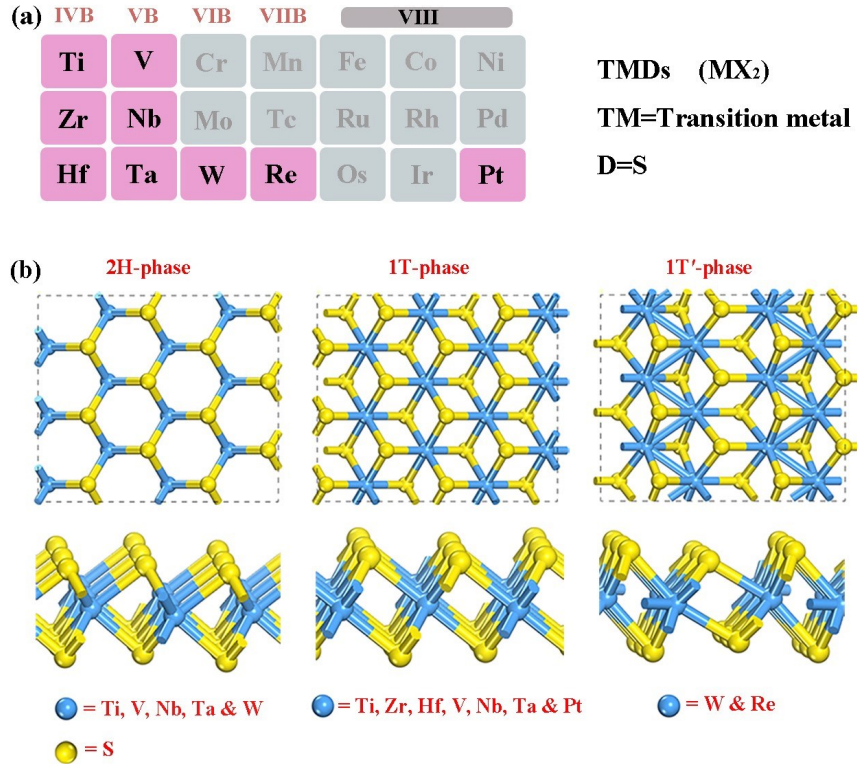 (a) IVB VB VIB VIIB VIII
Ti V Cr Mn Fe Co Ni
Zr Nb Mo Tc Ru Rh Pd
Hf Ta W Re Os Ir Pt
TMDs (MX₂)
TM=Transition metal
D=S
(b)
2H-phase 1T-phase 1T′-phase
= Ti, V, Nb, Ta & W
= S
= Ti, Zr, Hf, V, Nb, Ta & Pt
= W & Re